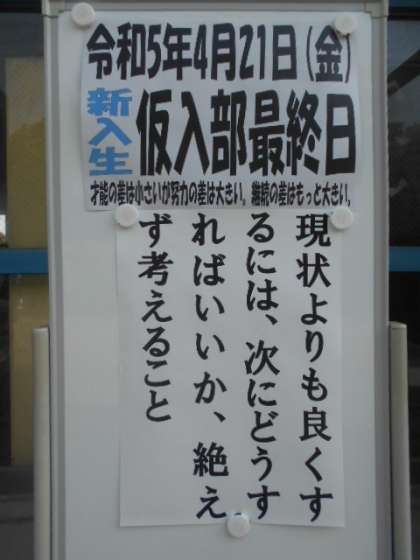 令和5年4月21日(金)
新入生
仮入部最終日
才能の差は小さいが努力の差は大きい。継続の差はもっと大きい。
現状よりも良くす
るには、次にどうす
ればいいか、絶え
ず考えること